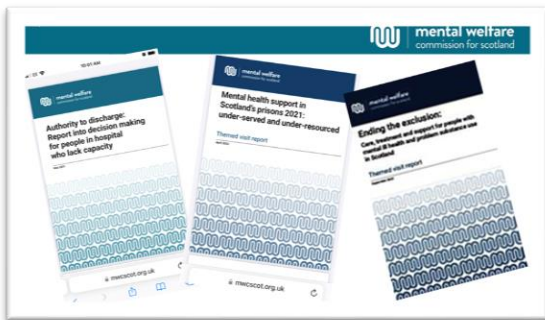 mental welfare
commission for scotland
10:01 AM
mental welfare
commission for scotland
Authority to discharge:
Report into decision making
for people in hospital
who lack capacity
mwcscot.org.uk
mental welfare
commission for scotland
Mental health support in
Scotland's prisons 2021:
under-served and under-resourced
Themed visit report
mwcscot.org.uk
mental welfare
commission for scotland
Ending the exclusion:
Care, treatment and support for people with
mental ill health and problem substance use
in Scotland
Themed visit report